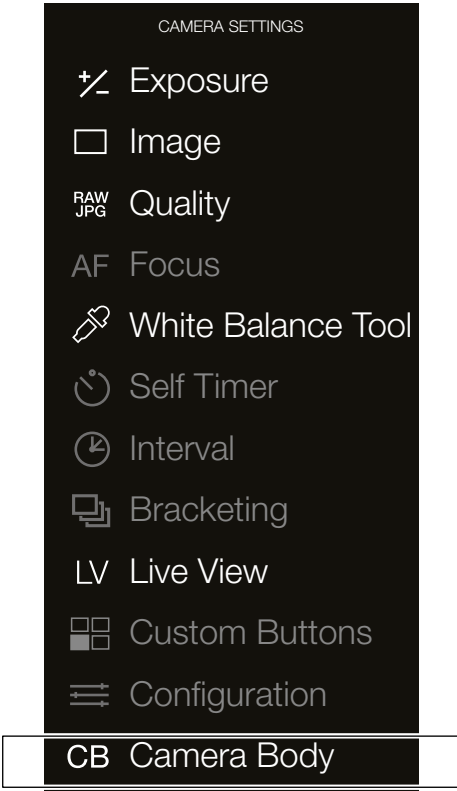 CAMERA SETTINGS
+/- Exposure
Image
RAW
JPG Quality
AF Focus
White Balance Tool
Self Timer
Interval
Bracketing
LV Live View
Custom Buttons
Configuration
CB Camera Body